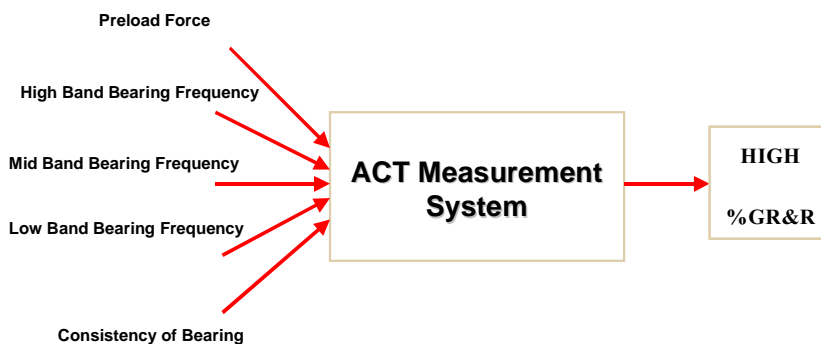 Preload Force
High Band Bearing Frequency
Mid Band Bearing Frequency
Low Band Bearing Frequency
Consistency of Bearing
ACT Measurement
System
HIGH
%GR&R